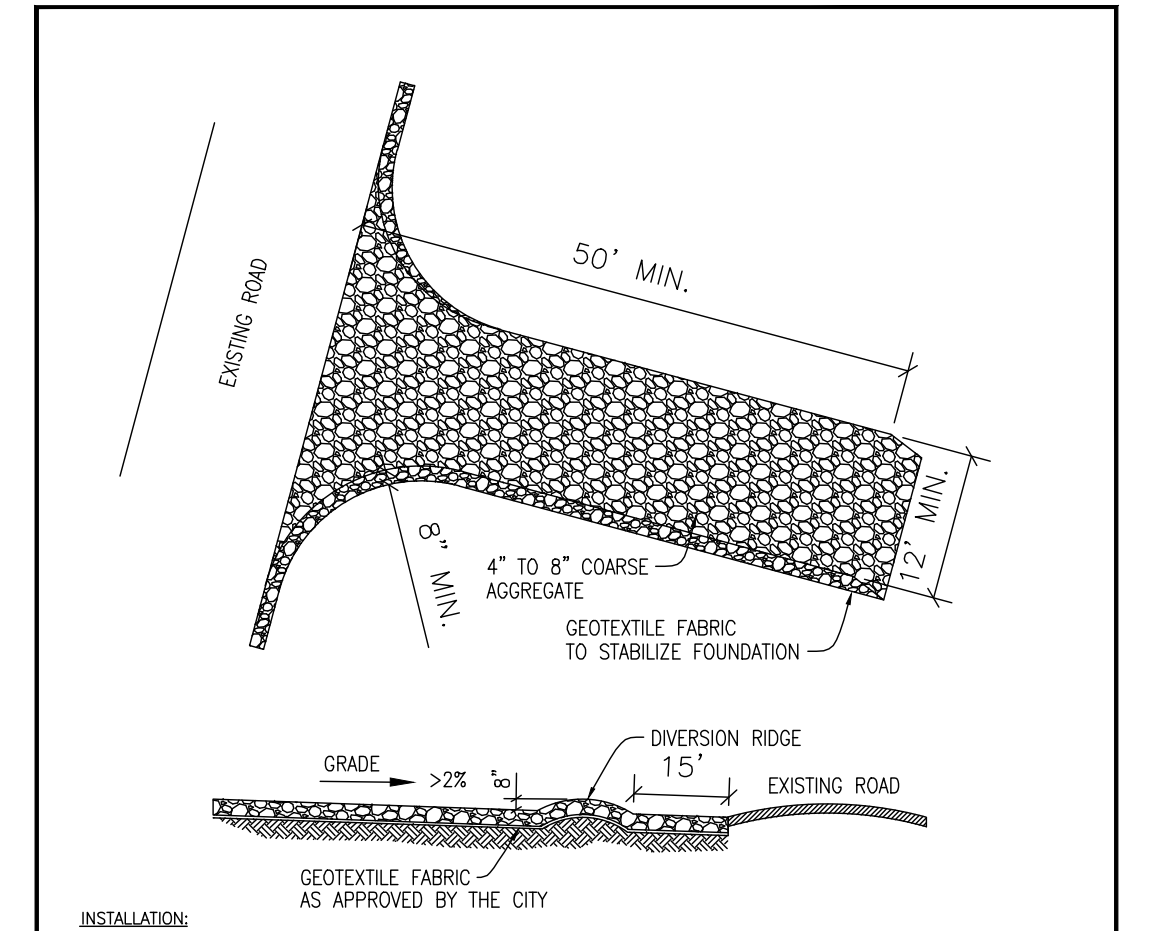 50' MIN.
EXISTING ROAD
8" MIN.
12' MIN.
4" TO 8" COARSE
AGGREGATE
GEOTEXTILE FABRIC
TO STABILIZE FOUNDATION
DIVERSION RIDGE
GRADE
>2%
8"
15'
EXISTING ROAD
GEOTEXTILE FABRIC
AS APPROVED BY THE CITY
INSTALLATION: